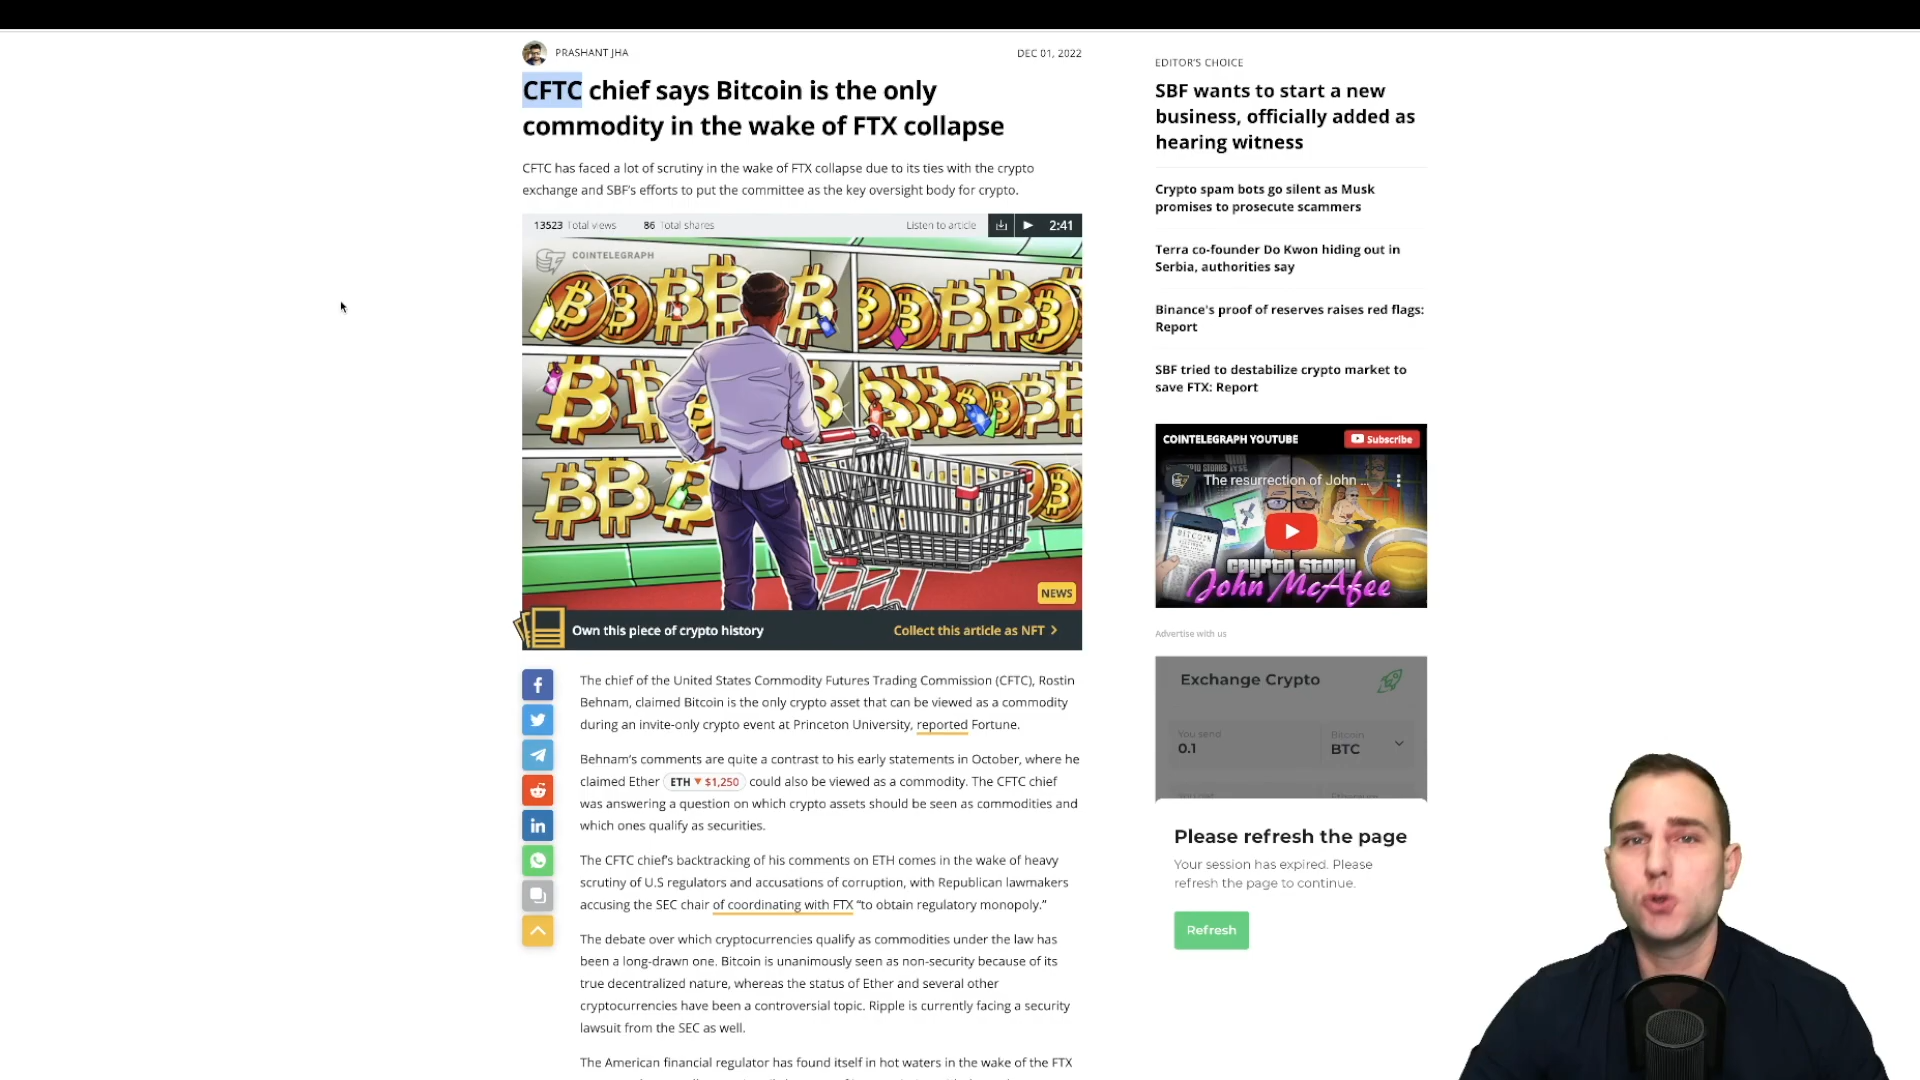 PRASHANT JHA
DEC 01, 2022
CFTC chief says Bitcoin is the only
commodity in the wake of FTX collapse
CFTC has faced a lot of scrutiny in the wake of FTX collapse due to its ties with the crypto
exchange and SBF's efforts to put the committee as the key oversight body for crypto.
13523 Total views 86 Total shares
Listen to article 2:41
COINTELEGRAPH
NEWS
Own this piece of crypto history
Collect this article as NFT >
The chief of the United States Commodity Futures Trading Commission (CFTC), Rostin
Behnam, claimed Bitcoin is the only crypto asset that can be viewed as a commodity
during an invite-only crypto event at Princeton University, reported Fortune.
Behnam's comments are quite a contrast to his early statements in October, where he
claimed Ether ETH ▼ $1,250 could also be viewed as a commodity. The CFTC chief
was answering a question on which crypto assets should be seen as commodities and
which ones qualify as securities.
The CFTC chief's backtracking of his comments on ETH comes in the wake of heavy
scrutiny of U.S regulators and accusations of corruption, with Republican lawmakers
accusing the SEC chair of coordinating with FTX “to obtain regulatory monopoly.”
The debate over which cryptocurrencies qualify as commodities under the law has
been a long-drawn one. Bitcoin is unanimously seen as non-security because of its
true decentralized nature, whereas the status of Ether and several other
cryptocurrencies have been a controversial topic. Ripple is currently facing a security
lawsuit from the SEC as well.
The American financial regulator has found itself in hot waters in the wake of the FTX
EDITOR'S CHOICE
SBF wants to start a new
business, officially added as
hearing witness
Crypto spam bots go silent as Musk
promises to prosecute scammers
Terra co-founder Do Kwon hiding out in
Serbia, authorities say
Binance's proof of reserves raises red flags:
Report
SBF tried to destabilize crypto market to
save FTX: Report
COINTELEGRAPH YOUTUBE
Subscribe
The resurrection of John ...
BITCOIN
CRYPTO STORY
John McAfee
Advertise with us
Exchange Crypto
You send
0.1
Bitcoin
BTC
Please refresh the page
Your session has expired. Please
refresh the page to continue.
Refresh